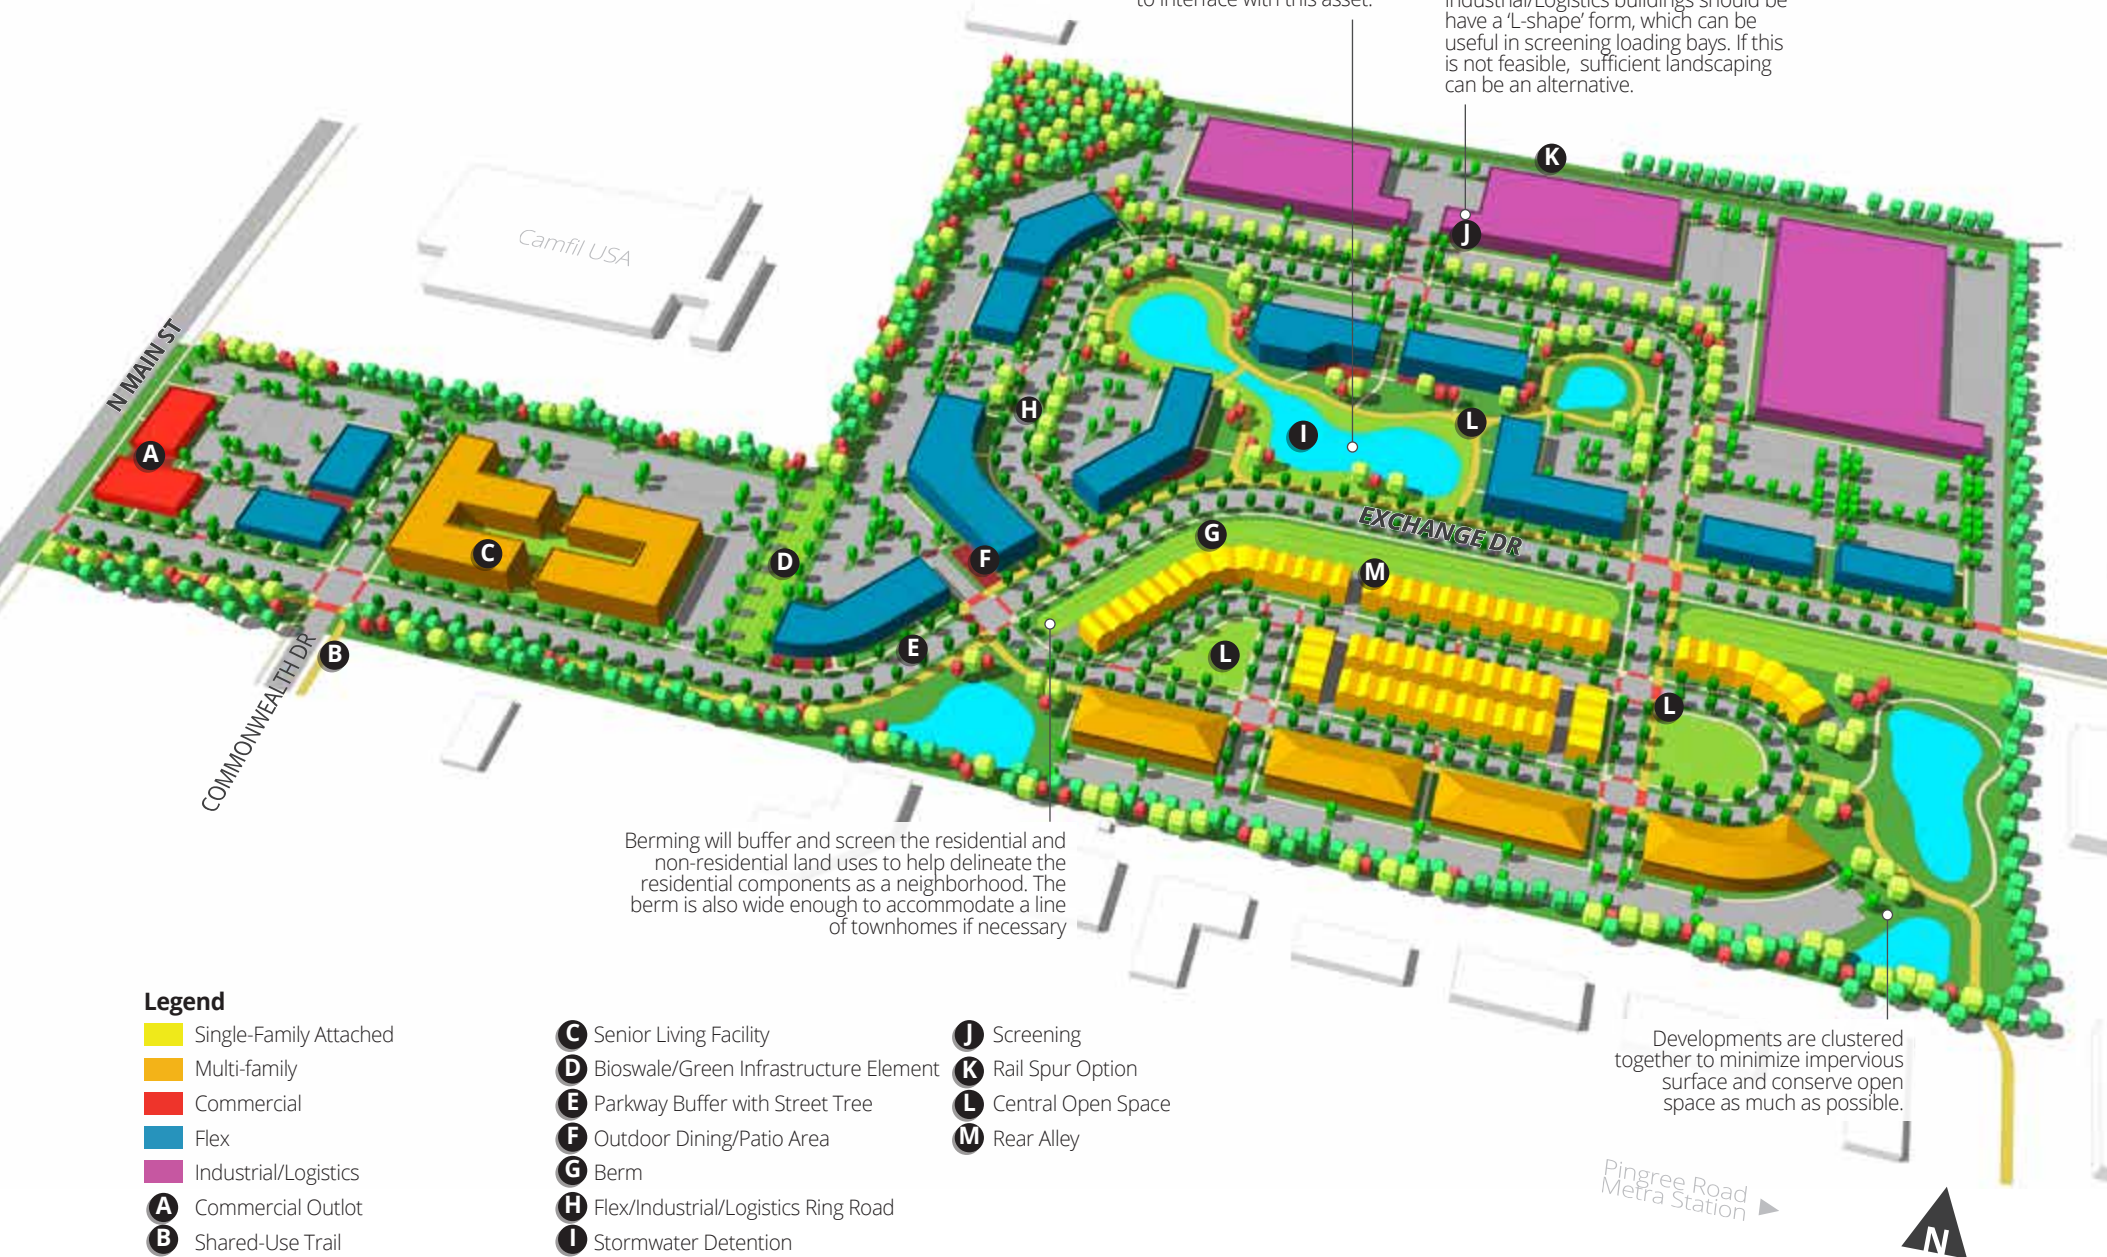 to interface with this asset.
Industrial/Logistics buildings should be
have a ‘L-shape’ form, which can be
useful in screening loading bays. If this
is not feasible, sufficient landscaping
can be an alternative.
K
Camfil USA
J
N MAIN ST
H
L
I
A
EXCHANGE DR
G
C
D
F
M
E
B
L
L
COMMONWEALTH DR
Berming will buffer and screen the residential and
non-residential land uses to help delineate the
residential components as a neighborhood. The
berm is also wide enough to accommodate a line
of townhomes if necessary
Developments are clustered
together to minimize impervious
surface and conserve open
space as much as possible.
Pingree Road
Metra Station
N
Legend
Single-Family Attached
Multi-family
Commercial
Flex
Industrial/Logistics
A Commercial Outlot
B Shared-Use Trail
C Senior Living Facility
D Bioswale/Green Infrastructure Element
E Parkway Buffer with Street Tree
F Outdoor Dining/Patio Area
G Berm
H Flex/Industrial/Logistics Ring Road
I Stormwater Detention
J Screening
K Rail Spur Option
L Central Open Space
M Rear Alley